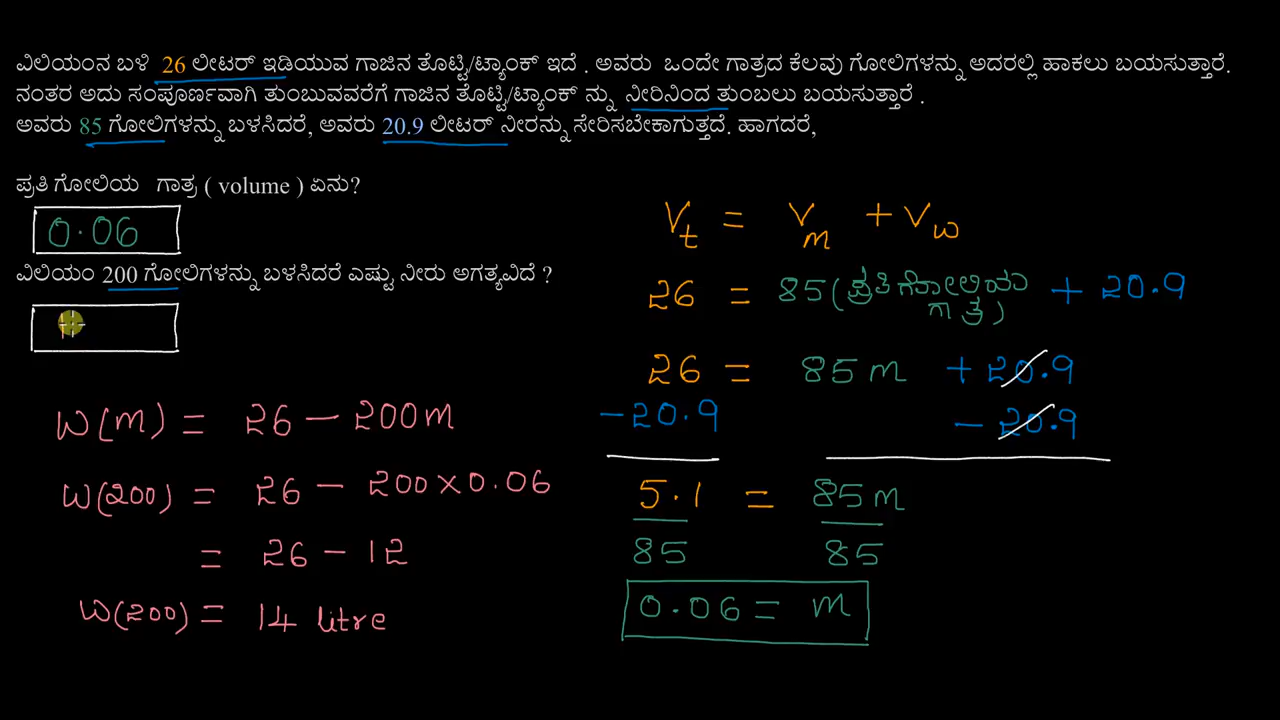 ವಿಲಿಯಂನ ಬಳಿ 26 ಲೀಟರ್ ಇಡಿಯುವ ಗಾಜಿನ ತೊಟ್ಟಿ/ಟ್ಯಾಂಕ್ ಇದೆ . ಅವರು ಒಂದೇ ಗಾತ್ರದ ಕೆಲವು ಗೋಲಿಗಳನ್ನು ಅದರಲ್ಲಿ ಹಾಕಲು ಬಯಸುತ್ತಾರೆ.
ನಂತರ ಅದು ಸಂಪೂರ್ಣವಾಗಿ ತುಂಬುವವರೆಗೆ ಗಾಜಿನ ತೊಟ್ಟಿ/ಟ್ಯಾಂಕ್ ನ್ನು ನೀರಿನಿಂದ ತುಂಬಲು ಬಯಸುತ್ತಾರೆ .
ಅವರು 85 ಗೋಲಿಗಳನ್ನು ಬಳಸಿದರೆ, ಅವರು 20.9 ಲೀಟರ್ ನೀರನ್ನು ಸೇರಿಸಬೇಕಾಗುತ್ತದೆ. ಹಾಗದರೆ,
ಪ್ರತಿ ಗೋಲಿಯ ಗಾತ್ರ ( volume ) ಏನು?
0.06
ವಿಲಿಯಂ 200 ಗೋಲಿಗಳನ್ನು ಬಳಸಿದರೆ ಎಷ್ಟು ನೀರು ಅಗತ್ಯವಿದೆ ?
W(m) = 26 - 200m
W(200) = 26 - 200×0.06
= 26 - 12
W(200) = 14 litre
Vt = Vm + Vw
26 = 85(ಪ್ರತಿಗೋಲಿಯ ಗಾತ್ರ) + 20.9
26 = 85m + 20.9
-20.9 - 20.9
5.1 = 85m
85 85
0.06 = m